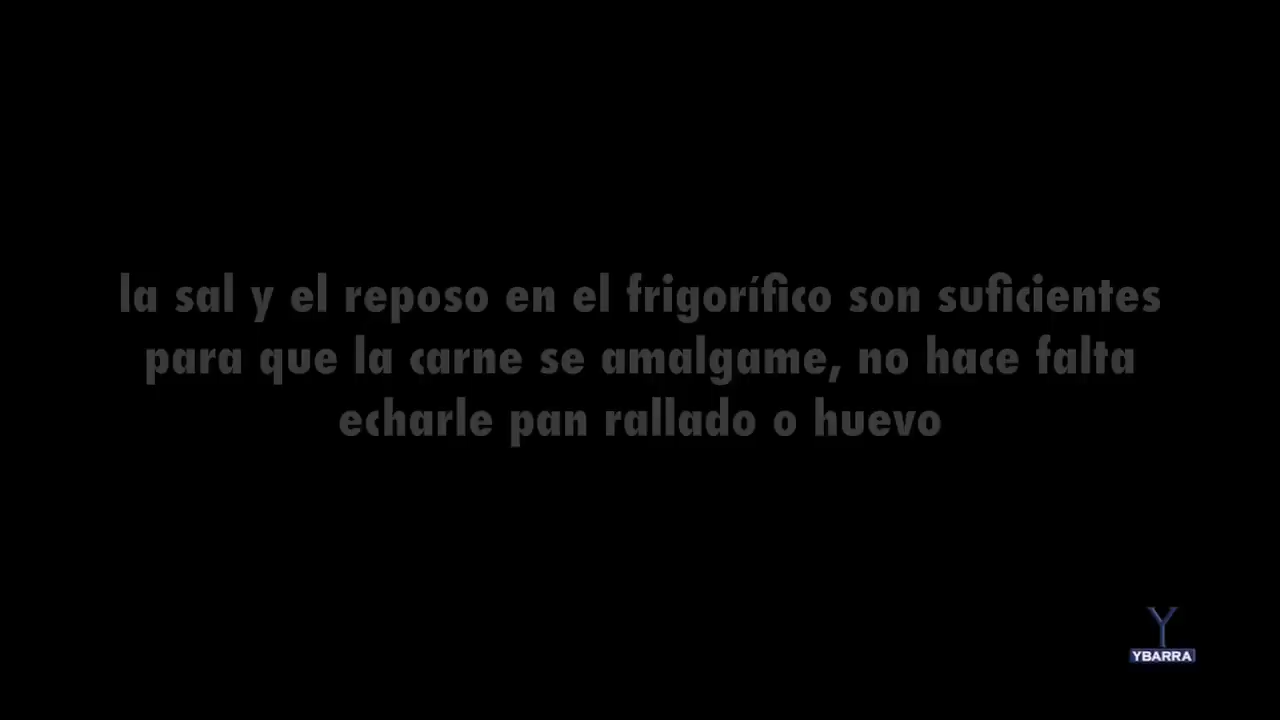 la sal y el reposo en el frigorífico son suficientes
para que la carne se amalgame, no hace falta
echarle pan rallado o huevo
Y
YBARRA